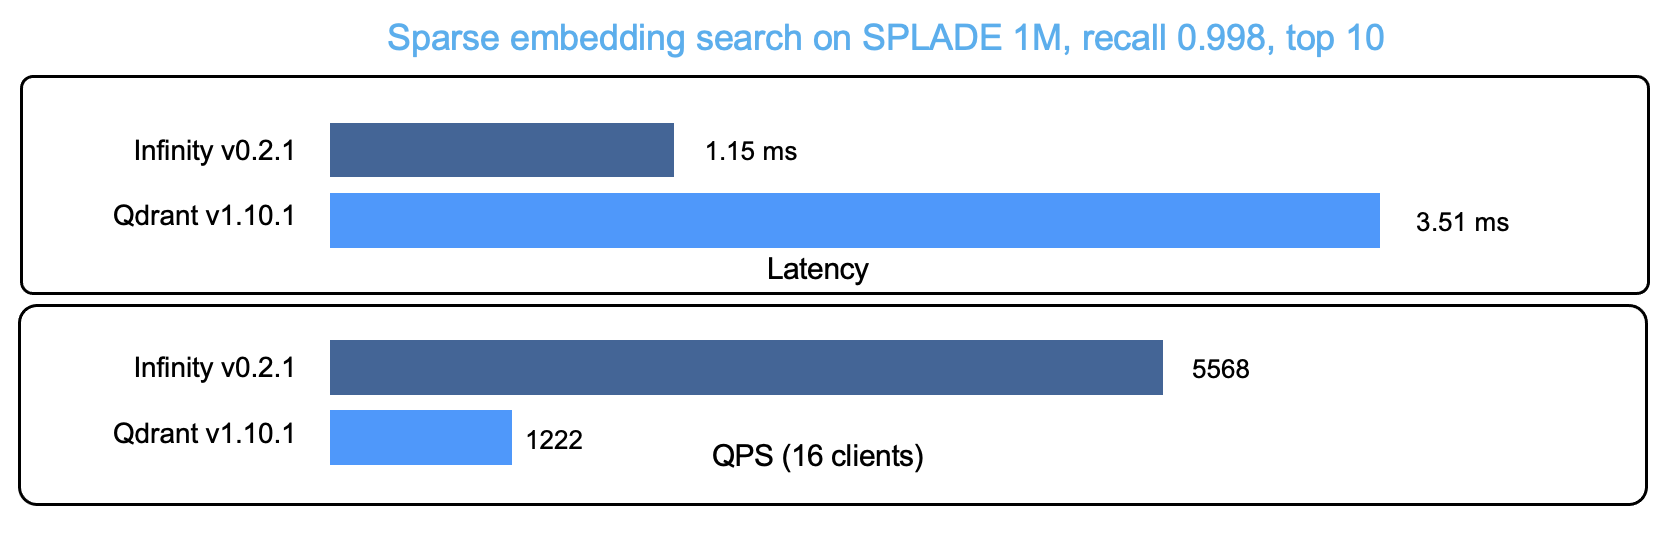 Sparse embedding search on SPLADE 1M, recall 0.998, top 10
Infinity v0.2.1 1.15 ms
Qdrant v1.10.1 3.51 ms
Latency
Infinity v0.2.1 5568
Qdrant v1.10.1 1222
QPS (16 clients)